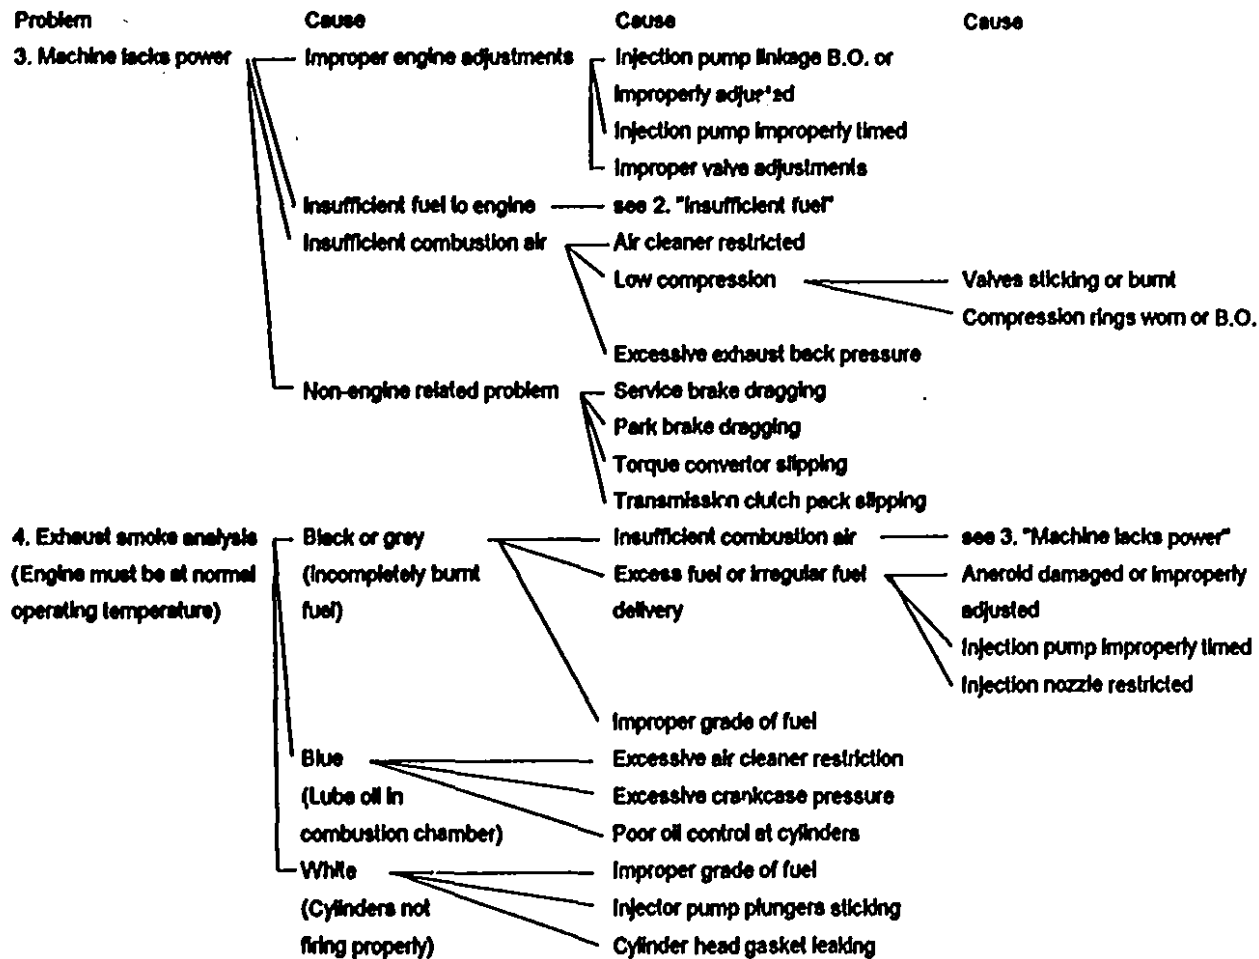 Problem Cause Cause Cause
3. Machine lacks power Improper engine adjustments Injection pump linkage B.O. or
Improperly adjusted
Injection pump improperly timed
Improper valve adjustments
Insufficient fuel to engine see 2. "Insufficient fuel"
Insufficient combustion air Air cleaner restricted
Low compression Valves sticking or burnt
Compression rings worn or B.O.
Excessive exhaust back pressure
Non-engine related problem Service brake dragging
Park brake dragging
Torque convertor slipping
Transmission clutch pack slipping
4. Exhaust smoke analysis Black or grey Insufficient combustion air see 3. "Machine lacks power"
(Engine must be at normal (Incompletely burnt Excess fuel or irregular fuel Aneroid damaged or improperly
operating temperature) fuel) delivery adjusted
Injection pump improperly timed
Injection nozzle restricted
Improper grade of fuel
Blue Excessive air cleaner restriction
(Lube oil in Excessive crankcase pressure
combustion chamber) Poor oil control at cylinders
White Improper grade of fuel
(Cylinders not Injector pump plungers sticking
firing properly) Cylinder head gasket leaking